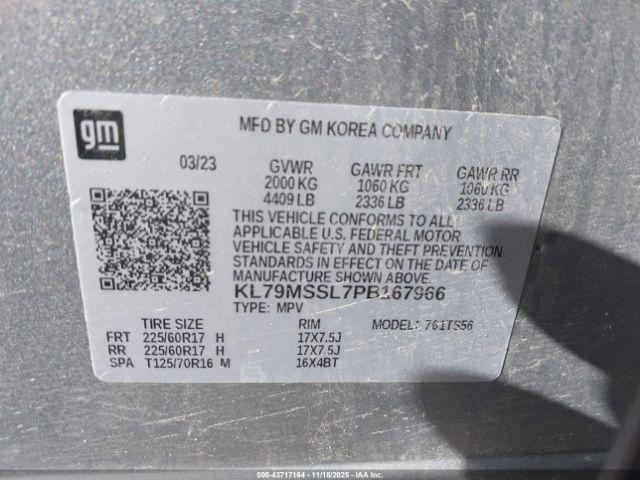 gm
MFD BY GM KOREA COMPANY
03/23 GVWR GAWR FRT GAWR RR
2000 KG 1060 KG 1060 KG
4409 LB 2336 LB 2336 LB
THIS VEHICLE CONFORMS TO ALL
APPLICABLE U.S. FEDERAL MOTOR
VEHICLE SAFETY AND THEFT PREVENTION
STANDARDS IN EFFECT ON THE DATE OF
MANUFACTURE SHOWN ABOVE.
KL79MSSL7PB167966
TYPE: MPV MODEL: 761TS56
TIRE SIZE RIM
FRT 225/60R17 H 17X7.5J
RR 225/60R17 H 17X7.5J
SPA T125/70R16 M 16X4BT
000-43717164 - 11/18/2025 - IAA Corp.